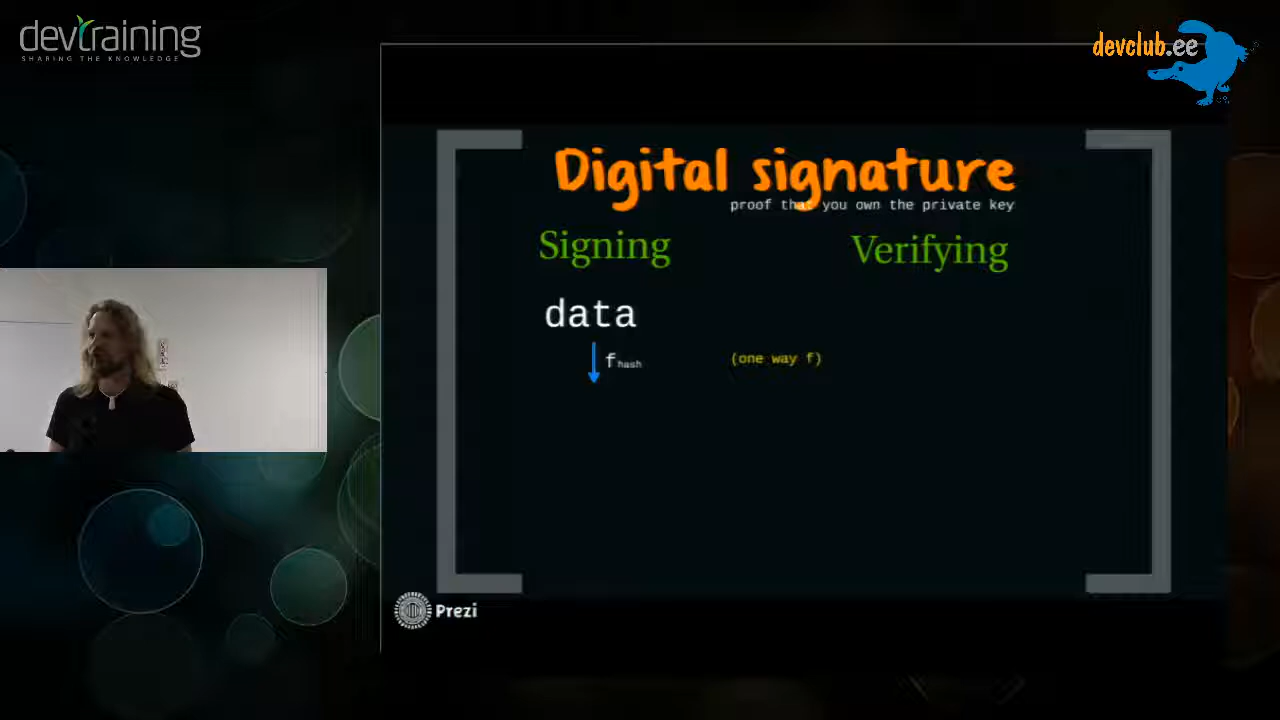 devtraining
SHARING THE KNOWLEDGE
devclub.ee
Digital signature
proof that you own the private key
Signing
Verifying
data
f hash
(one way f)
Prezi